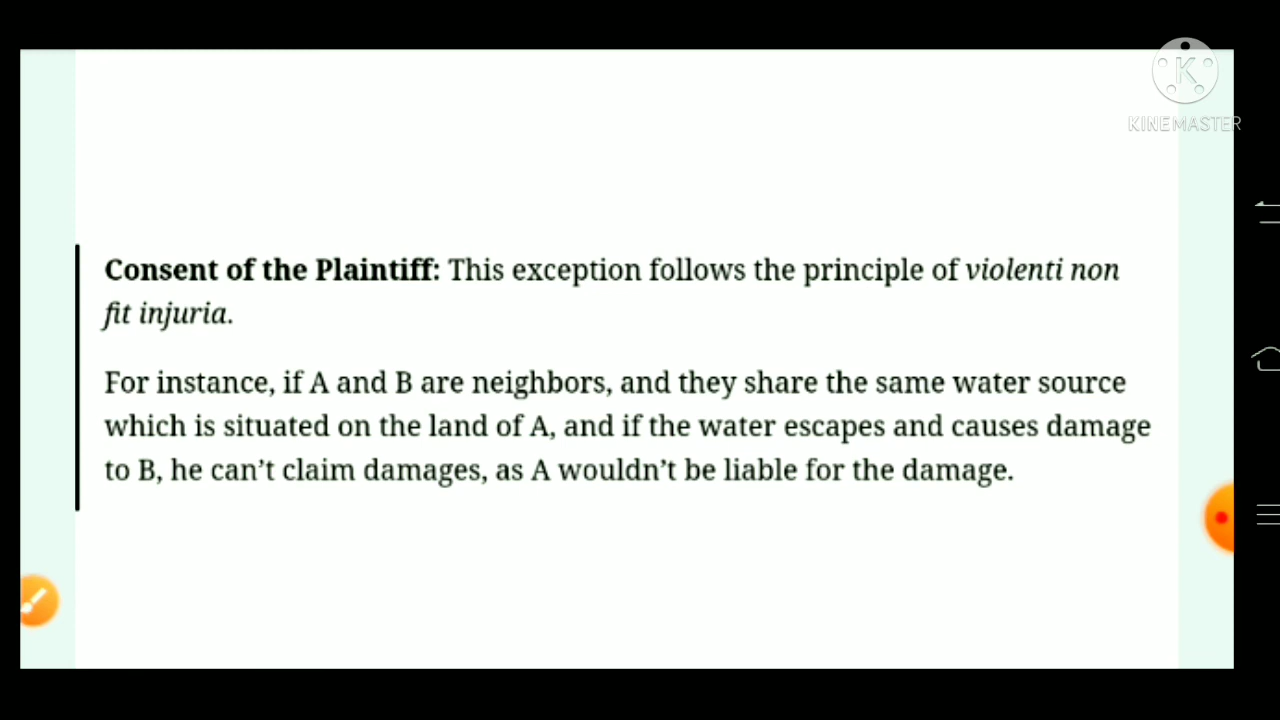 KINEMASTER
Consent of the Plaintiff: This exception follows the principle of violenti non
fit injuria.
For instance, if A and B are neighbors, and they share the same water source
which is situated on the land of A, and if the water escapes and causes damage
to B, he can’t claim damages, as A wouldn’t be liable for the damage.